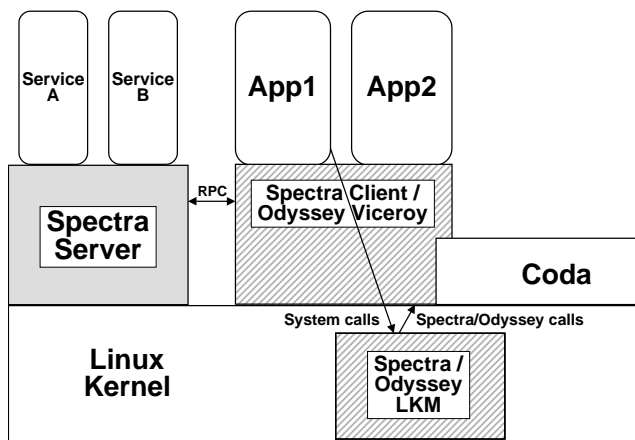 Service
A
Service
B
App1
App2
RPC
Spectra
Server
Spectra Client /
Odyssey Viceroy
Coda
System calls
Spectra/Odyssey calls
Linux
Kernel
Spectra /
Odyssey
LKM